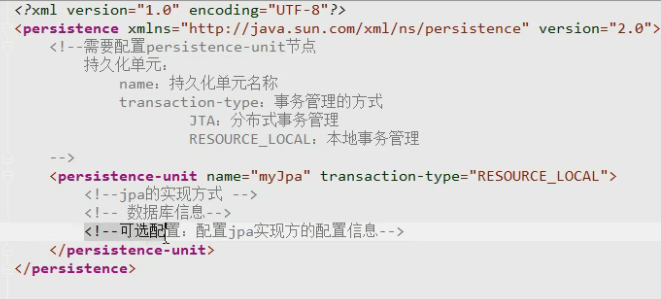 <?xml version="1.0" encoding="UTF-8"?>
<persistence xmlns="http://java.sun.com/xml/ns/persistence" version="2.0">
<!--需要配置persistence-unit节点
持久化单元:
name:持久化单元名称
transaction-type:事务管理的方式
JTA:分布式事务管理
RESOURCE_LOCAL:本地事务管理
-->
<persistence-unit name="myJpa" transaction-type="RESOURCE_LOCAL">
<!--jpa的实现方式 -->
<!-- 数据库信息-->
<!--可选配置:配置jpa实现方的配置信息-->
</persistence-unit>
</persistence>